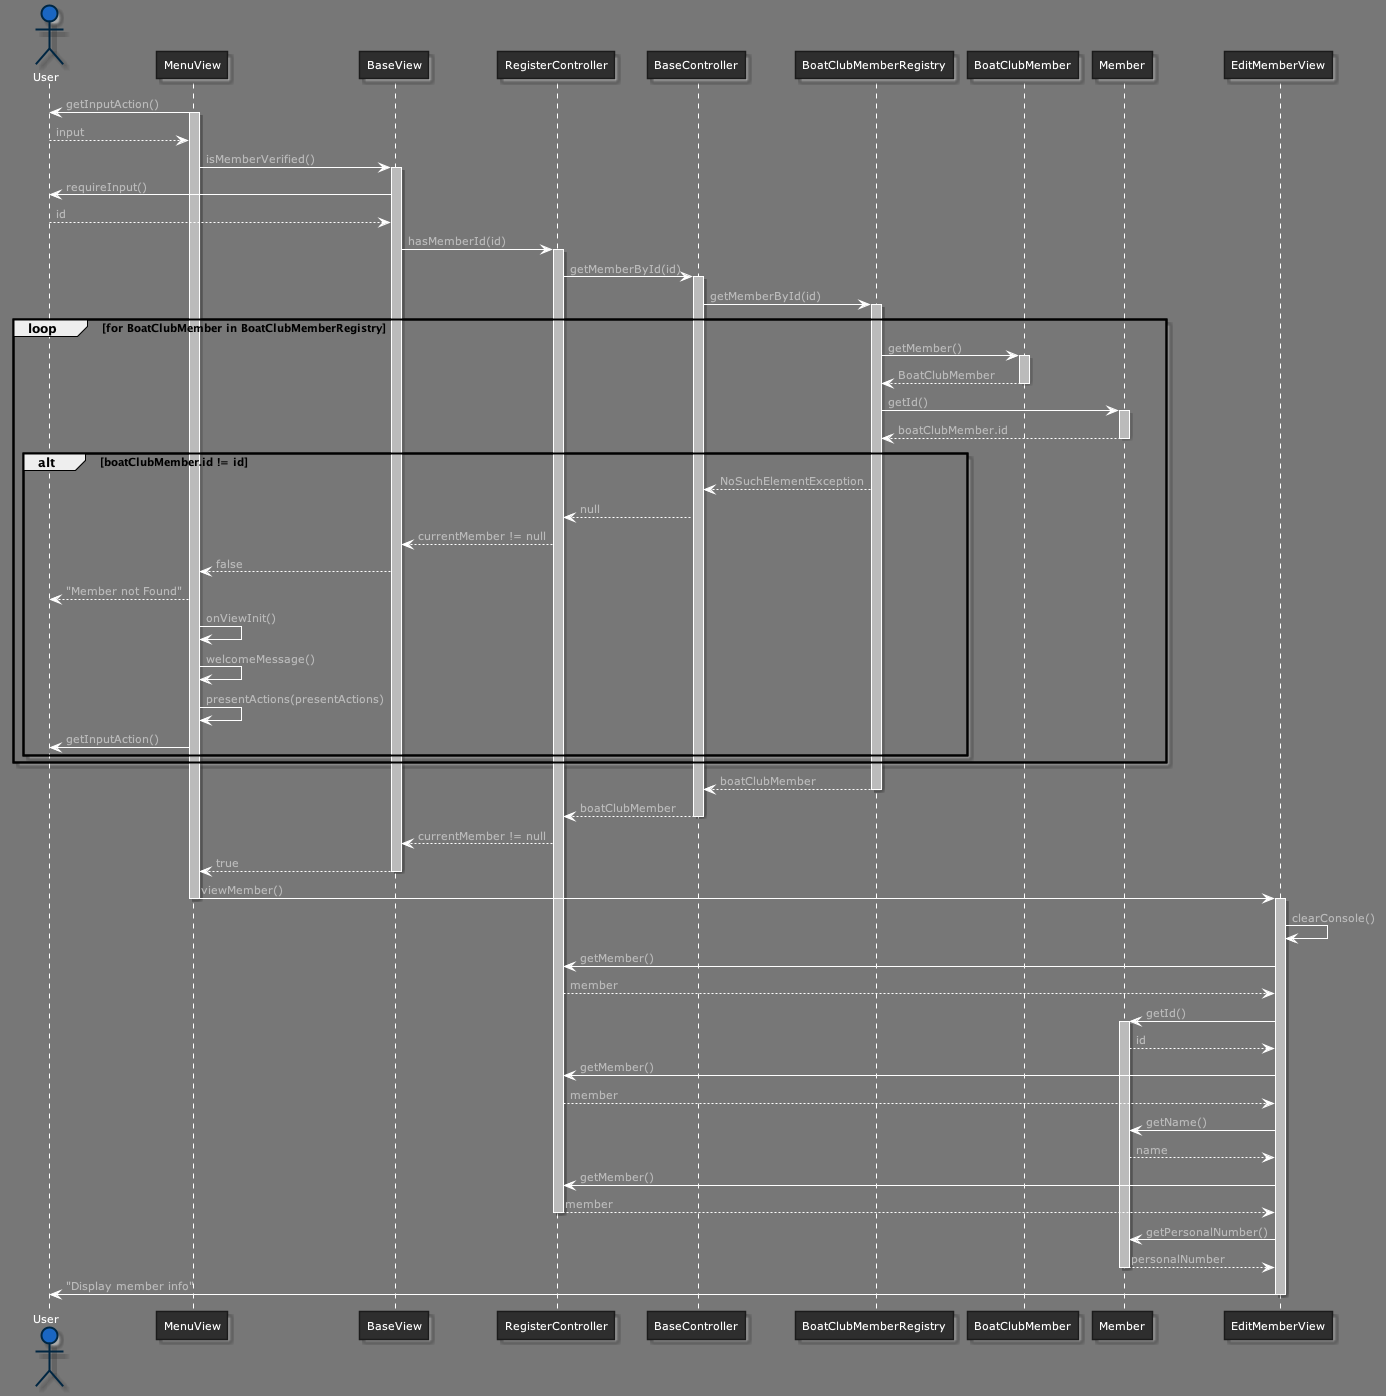 User
MenuView
BaseView
RegisterController
BaseController
BoatClubMemberRegistry
BoatClubMember
Member
EditMemberView
getInputAction()
input
isMemberVerified()
requireInput()
id
hasMemberId(id)
getMemberById(id)
getMemberById(id)
loop
[for BoatClubMember in BoatClubMemberRegistry]
getMember()
BoatClubMember
getId()
boatClubMember.id
alt
[boatClubMember.id != id]
NoSuchElementException
null
currentMember != null
false
"Member not Found"
onViewInit()
welcomeMessage()
presentActions(presentActions)
getInputAction()
boatClubMember
boatClubMember
currentMember != null
true
viewMember()
clearConsole()
getMember()
member
getId()
id
getMember()
member
getName()
name
getMember()
member
getPersonalNumber()
personalNumber
"Display member info"
User
MenuView
BaseView
RegisterController
BaseController
BoatClubMemberRegistry
BoatClubMember
Member
EditMemberView